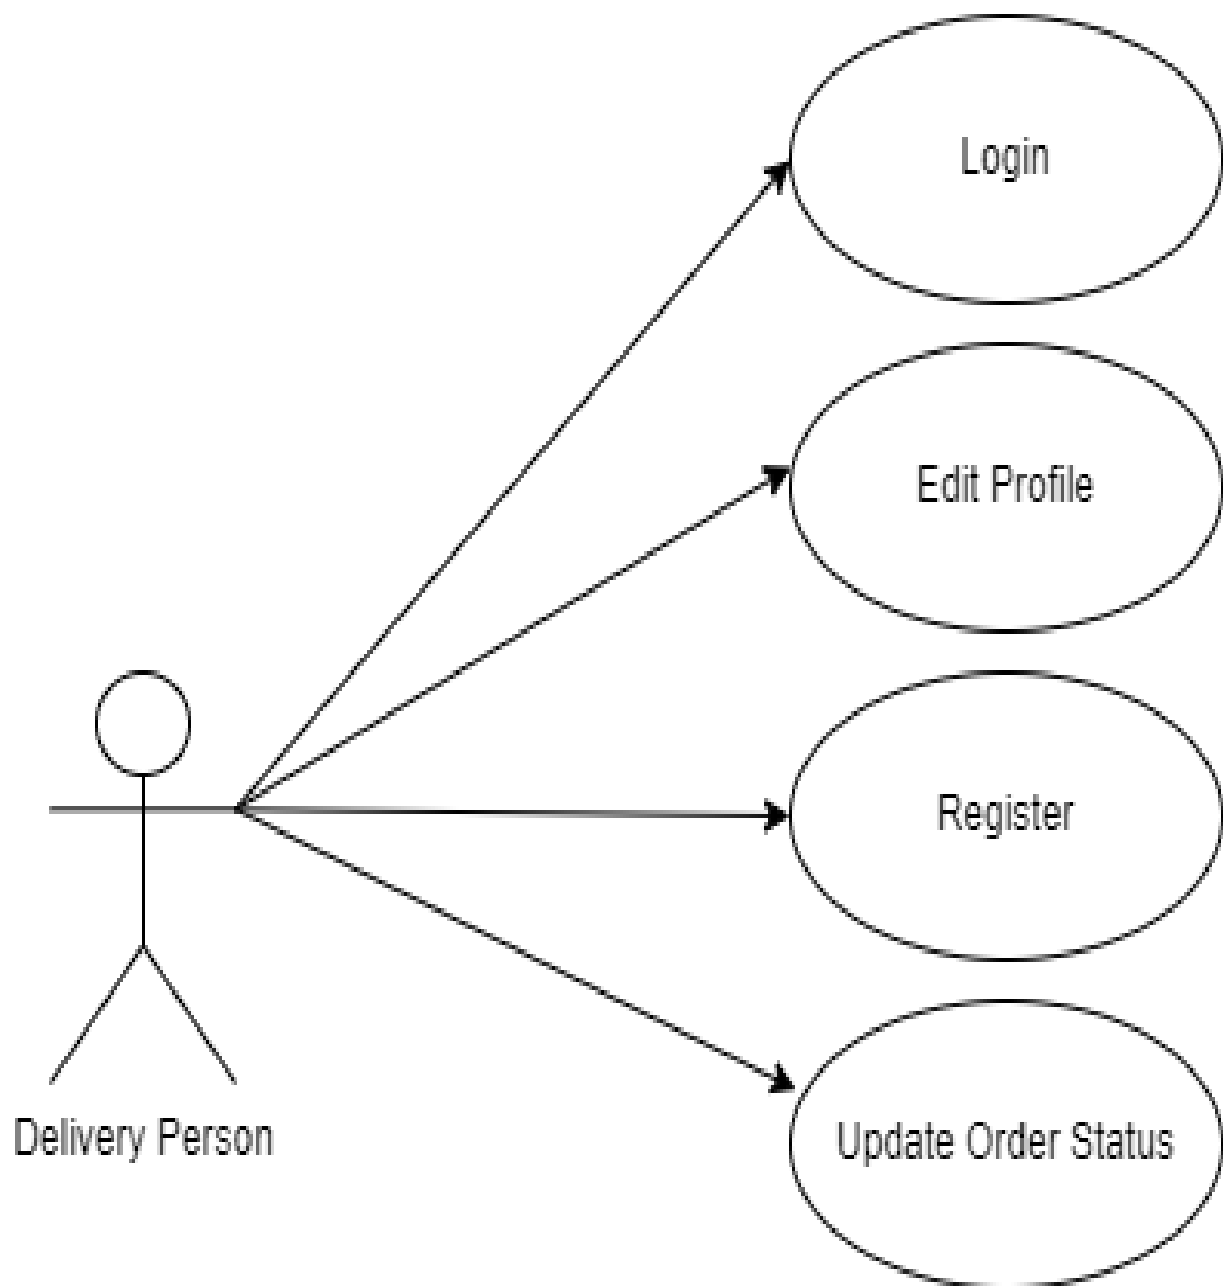 Login
Edit Profile
Register
Delivery Person
Update Order Status